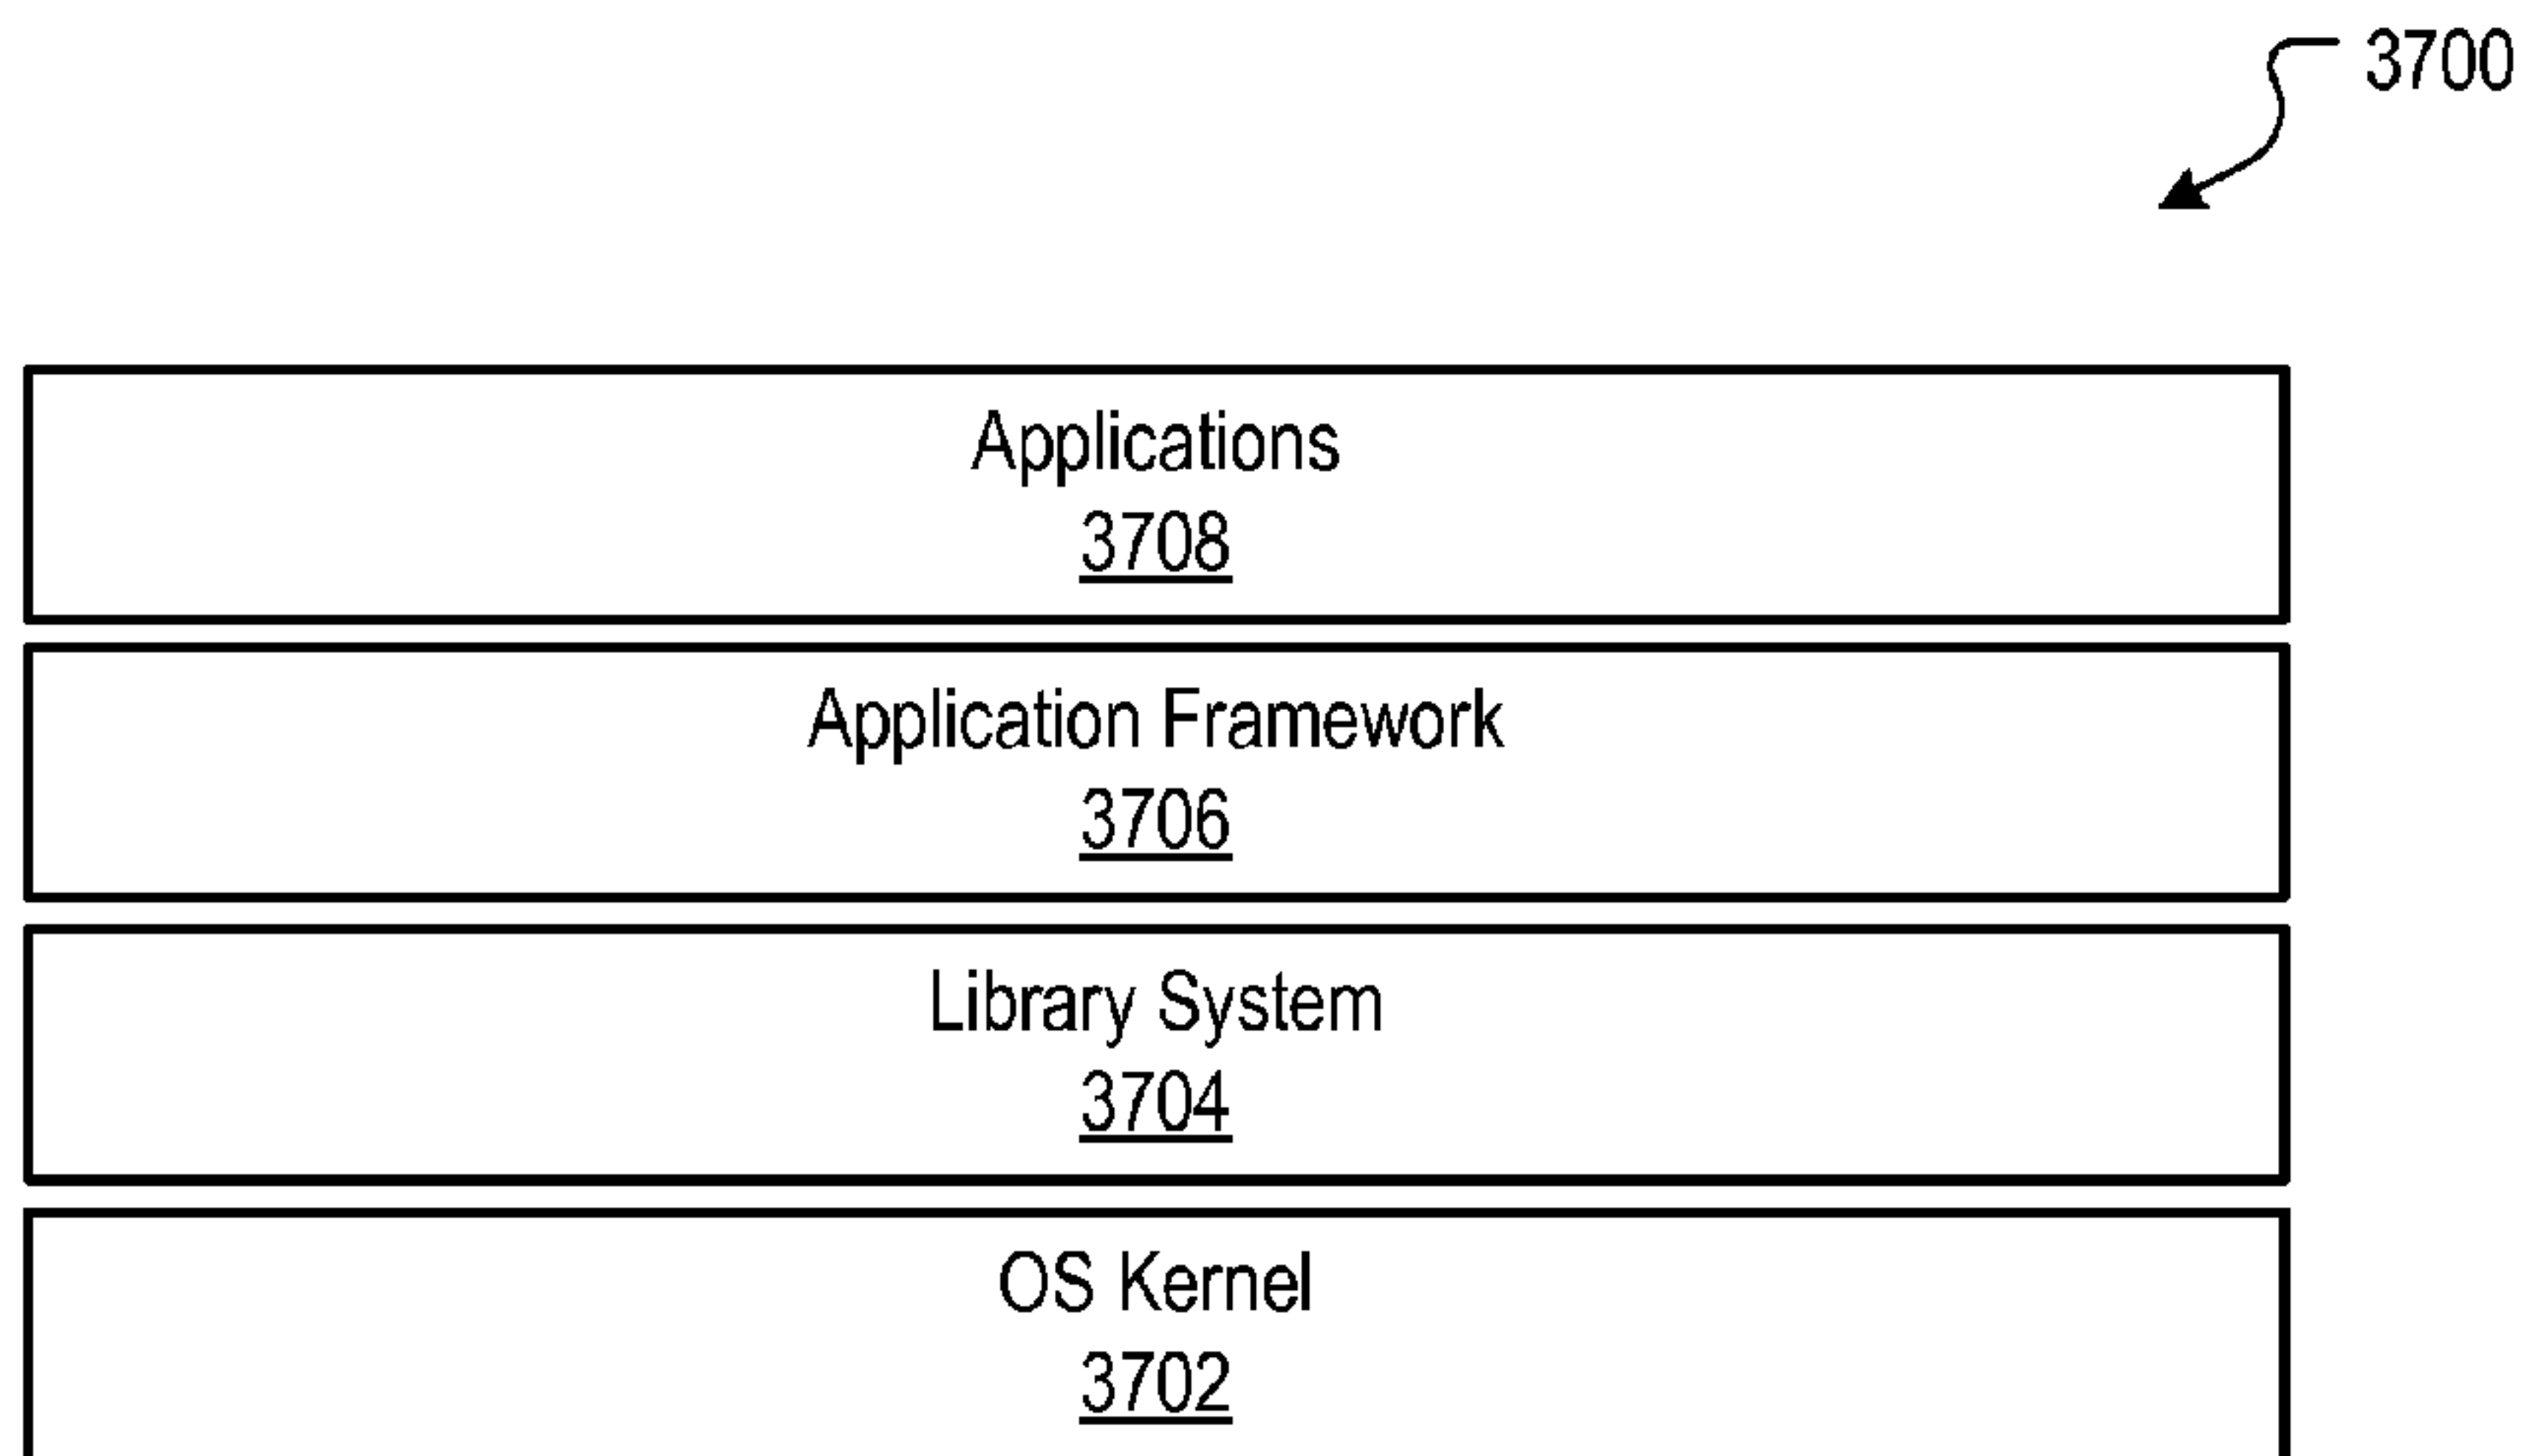 3700
Applications
3708
Application Framework
3706
Library System
3704
OS Kernel
3702